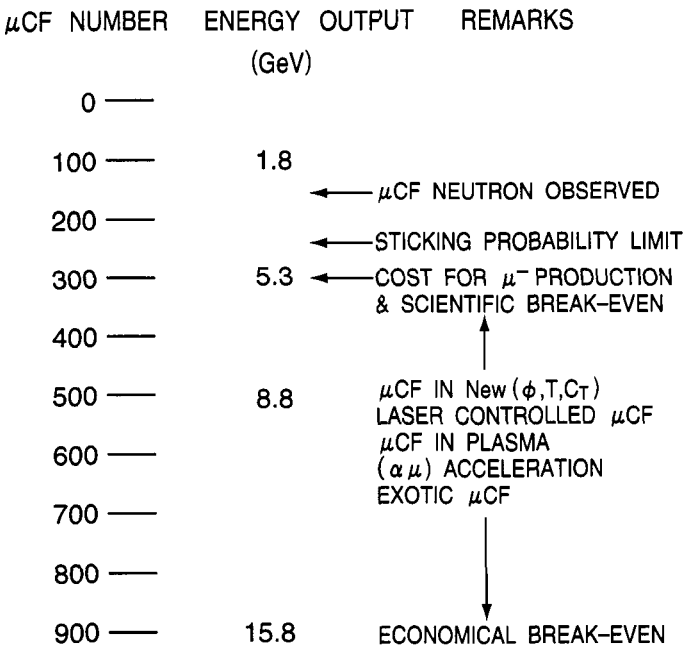 μCF NUMBER ENERGY OUTPUT REMARKS
(GeV)
0
100 1.8
μCF NEUTRON OBSERVED
200
STICKING PROBABILITY LIMIT
300 5.3 COST FOR μ⁻ PRODUCTION
& SCIENTIFIC BREAK–EVEN
400
500 8.8 μCF IN New (ϕ,T,C_T)
LASER CONTROLLED μCF
μCF IN PLASMA
600
(αμ) ACCELERATION
EXOTIC μCF
700
800
900 15.8 ECONOMICAL BREAK–EVEN